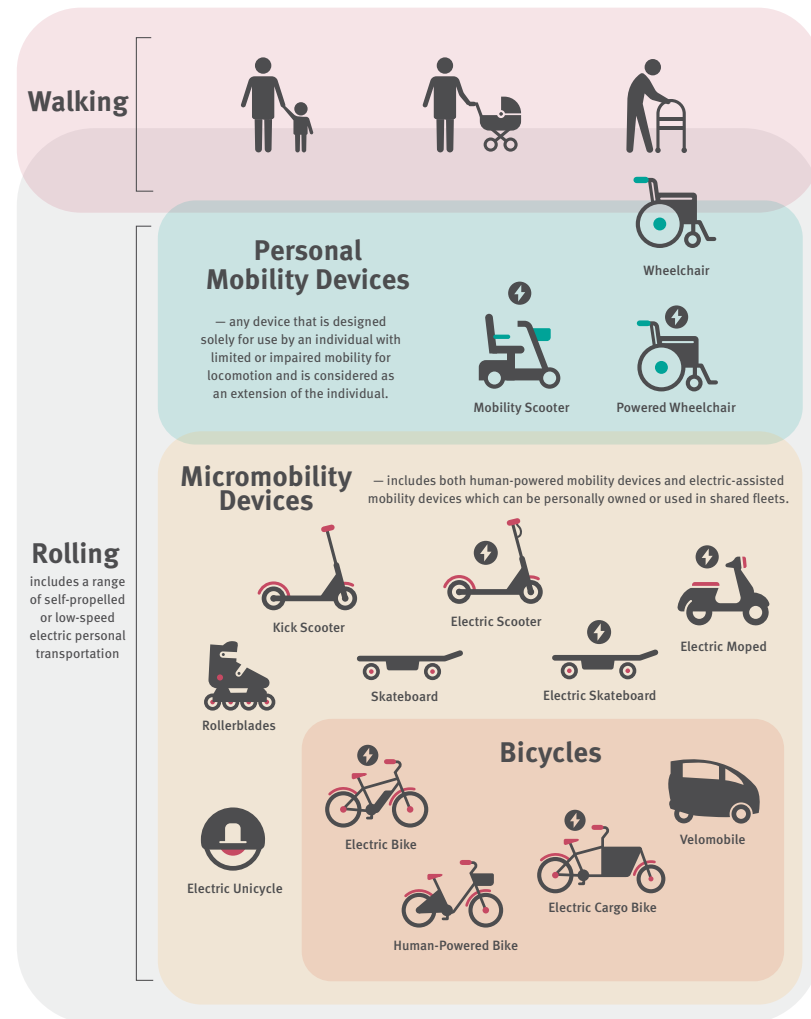 Walking
Wheelchair
Personal
Mobility Devices
— any device that is designed
solely for use by an individual with
limited or impaired mobility for
locomotion and is considered as
an extension of the individual.
Mobility Scooter
Powered Wheelchair
Rolling
includes a range
of self-propelled
or low-speed
electric personal
transportation
Micromobility
Devices
— includes both human-powered mobility devices and electric-assisted
mobility devices which can be personally owned or used in shared fleets.
Kick Scooter
Electric Scooter
Electric Moped
Rollerblades
Skateboard
Electric Skateboard
Electric Unicycle
Bicycles
Electric Bike
Velomobile
Electric Cargo Bike
Human-Powered Bike